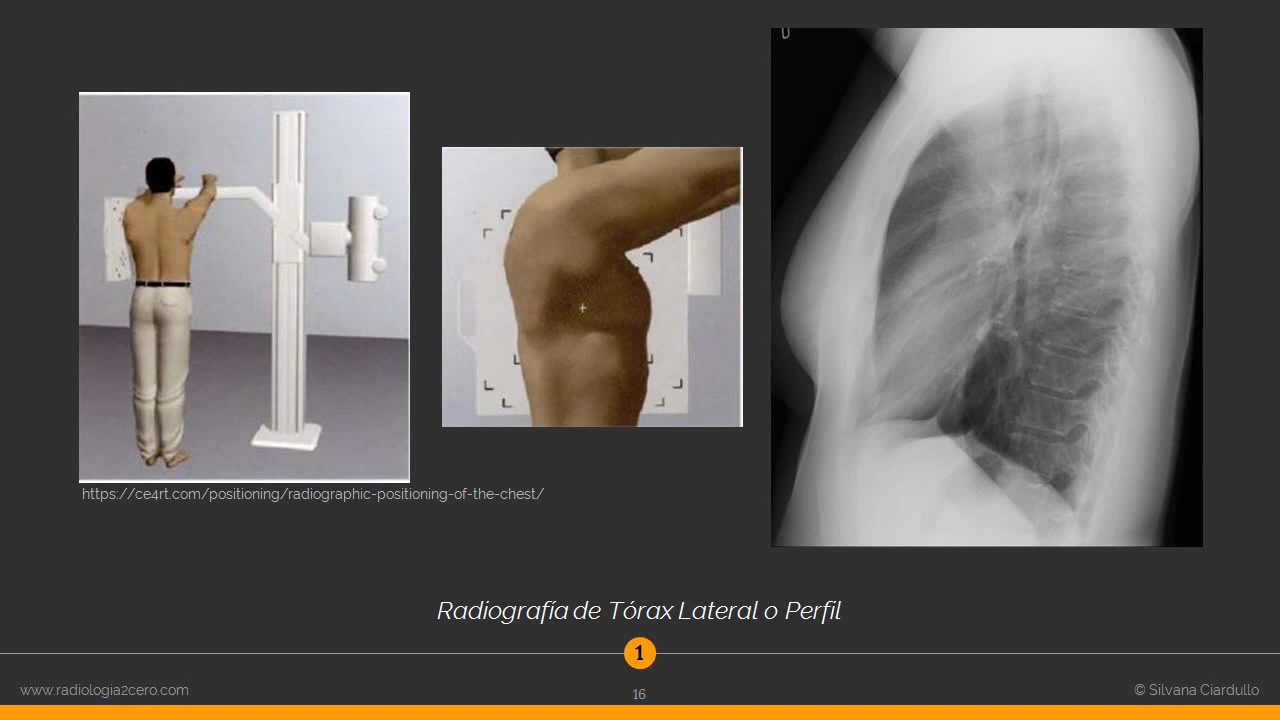 https://ce4rt.com/positioning/radiographic-positioning-of-the-chest/
Radiografía de Tórax Lateral o Perfil
1
www.radiologia2cero.com
16
© Silvana Ciardullo